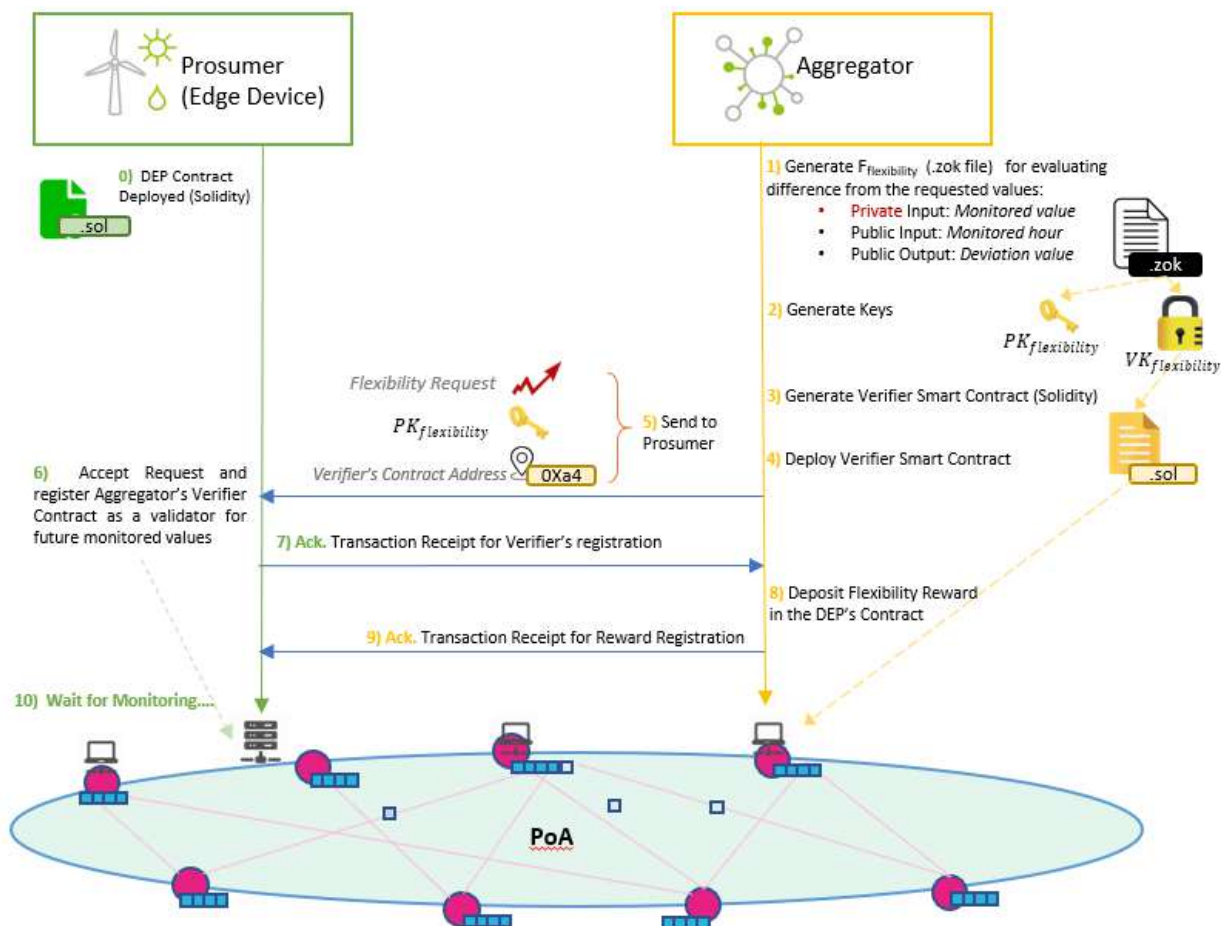 Prosumer
(Edge Device)
Aggregator
0) DEP Contract
Deployed (Solidity)
.sol
1) Generate Fflexibility (.zok file) for evaluating
difference from the requested values:
• Private Input: Monitored value
• Public Input: Monitored hour
• Public Output: Deviation value
.zok
2) Generate Keys
PKflexibility
VKflexibility
3) Generate Verifier Smart Contract (Solidity)
4) Deploy Verifier Smart Contract
.sol
Flexibility Request
PKflexibility
Verifier's Contract Address
0Xa4
5) Send to
Prosumer
6) Accept Request and
register Aggregator's Verifier
Contract as a validator for
future monitored values
7) Ack. Transaction Receipt for Verifier's registration
8) Deposit Flexibility Reward
in the DEP's Contract
9) Ack. Transaction Receipt for Reward Registration
10) Wait for Monitoring....
PoA